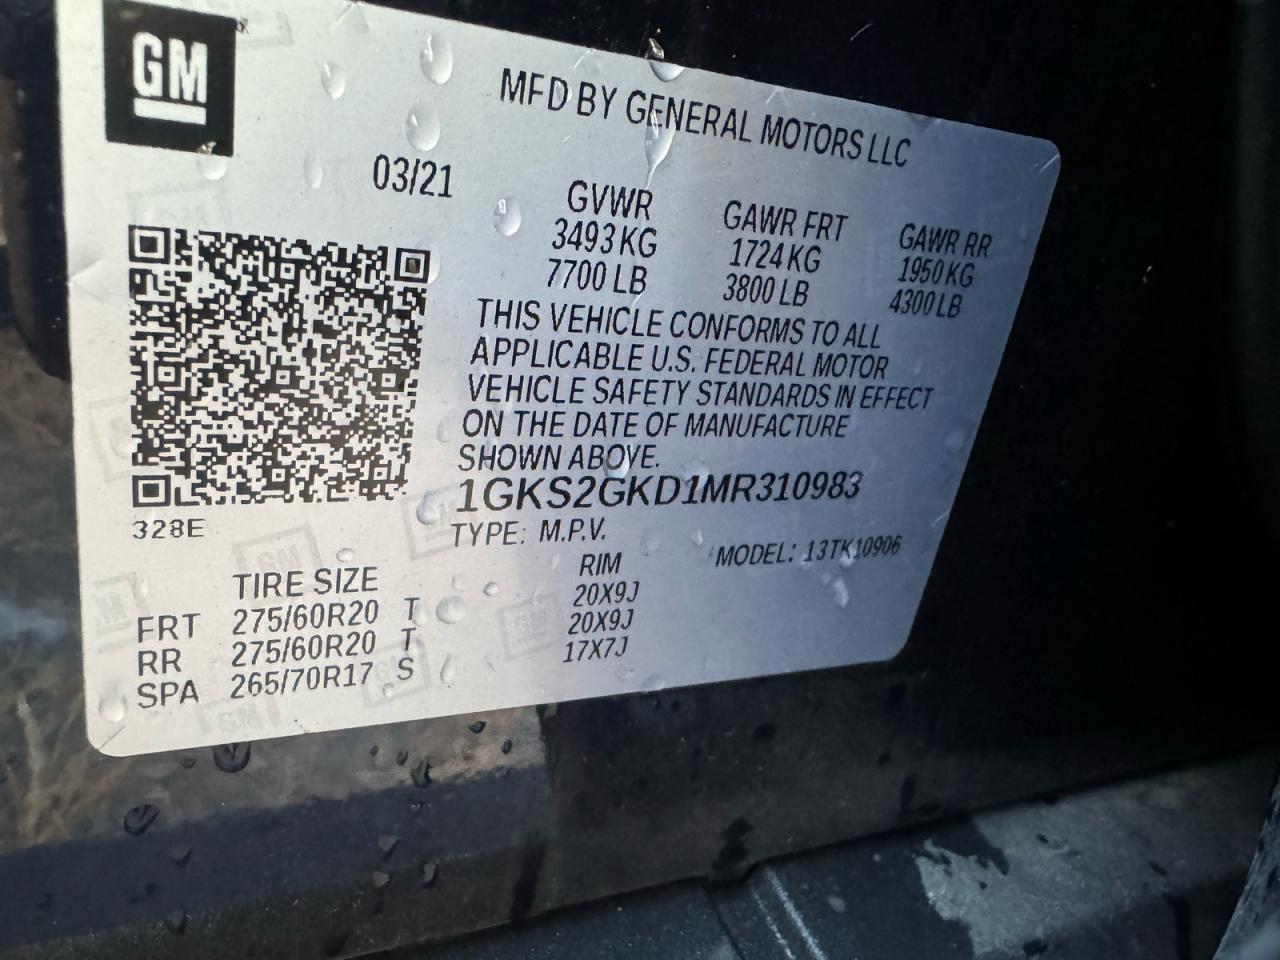 GM
MFD BY GENERAL MOTORS LLC
03/21
GVWR GAWR FRT GAWR RR
3493 KG 1724 KG 1950 KG
7700 LB 3800 LB 4300 LB
THIS VEHICLE CONFORMS TO ALL
APPLICABLE U.S. FEDERAL MOTOR
VEHICLE SAFETY STANDARDS IN EFFECT
ON THE DATE OF MANUFACTURE
SHOWN ABOVE.
1GKS2GKD1MR310983
328E
TYPE: M.P.V. MODEL: 13TK10906
TIRE SIZE RIM
FRT 275/60R20 T 20X9J
RR 275/60R20 T 20X9J
SPA 265/70R17 S 17X7J